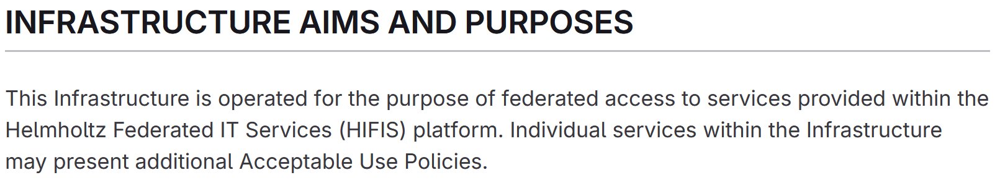 INFRASTRUCTURE AIMS AND PURPOSES
This Infrastructure is operated for the purpose of federated access to services provided within the
Helmholtz Federated IT Services (HIFIS) platform. Individual services within the Infrastructure
may present additional Acceptable Use Policies.